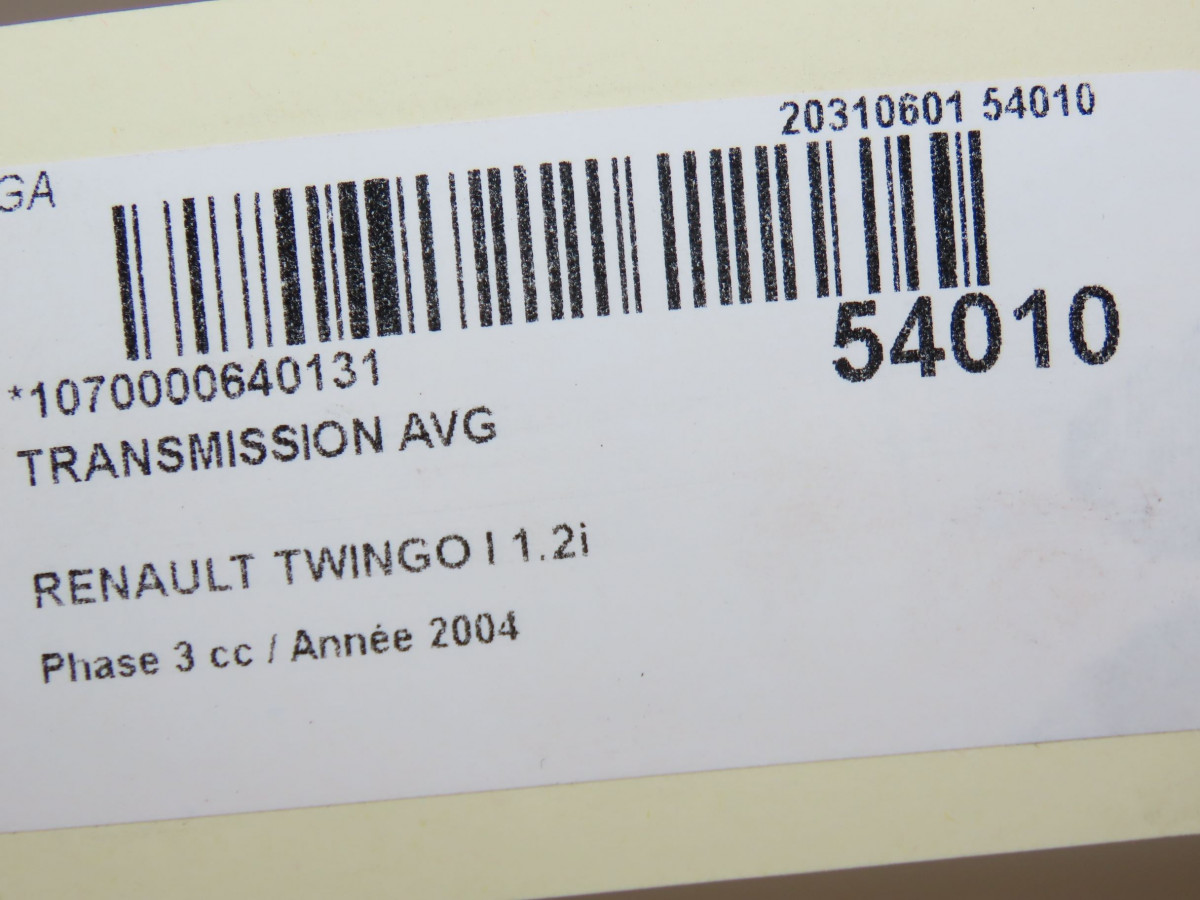 20310601 54010
GA
54010
*1070000640131
TRANSMISSION AVG
RENAULT TWINGO I 1.2i
Phase 3 cc / Année 2004